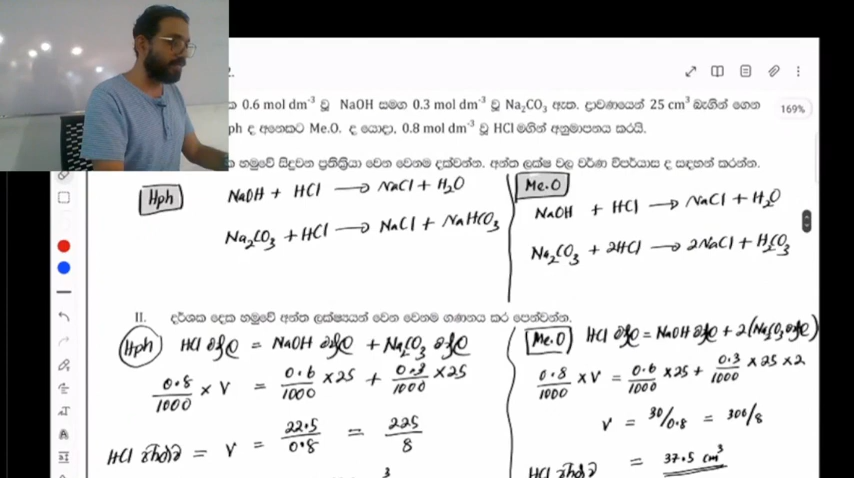 2.
ක 0.6 mol dm⁻³ වූ NaOH සමග 0.3 mol dm⁻³ වූ Na₂CO₃ ඇත. ද්‍රාවණයෙන් 25 cm³ බැගින් ගෙන
169%
ph ද අනෙකට Me.O. ද යොදා, 0.8 mol dm⁻³ වූ HCl මගින් අනුමාපනය කරයි.
ක හමුවේ සිදුවන ප්‍රතික්‍රියා වෙන වෙනම දක්වන්න. අන්ත ලක්ෂ වල වර්ණ විපර්යාස ද සඳහන් කරන්න.
Hph
NaOH + HCl → NaCl + H₂O
Na₂CO₃ + HCl → NaCl + NaHCO₃
Me.O
NaOH + HCl → NaCl + H₂O
Na₂CO₃ + 2HCl → 2NaCl + H₂CO₃
II. දර්ශක දෙක හමුවේ අන්ත ලක්ෂ්‍යයන් වෙන වෙනම ගණනය කර පෙන්වන්න.
Hph HCl මවුල = NaOH මවුල + Na₂CO₃ මවුල
0.8/1000 × V = 0.6/1000 × 25 + 0.3/1000 × 25
HCl පරිමාව = V = 22.5/0.8 = 225/8
3
Me.O HCl මවුල = NaOH මවුල + 2(Na₂CO₃ මවුල)
0.8/1000 × V = 0.6/1000 × 25 + 0.3/1000 × 25 × 2
V = 30/0.8 = 300/8
HCl පරිමාව = 37.5 cm³